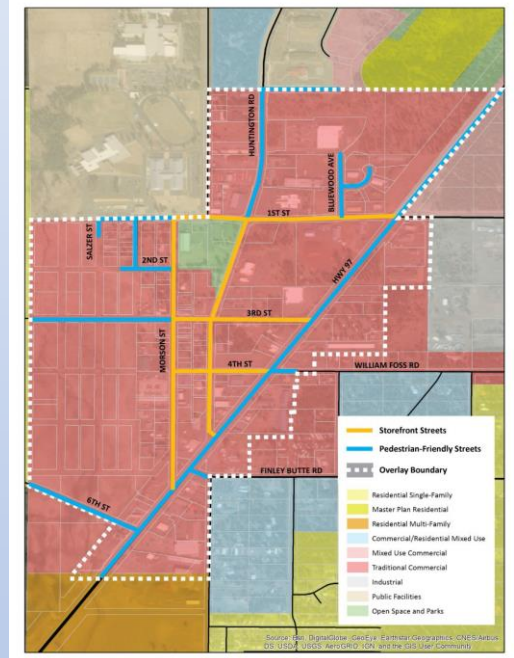 HUNTINGTON RD
BLUEWOOD AVE
1ST ST
SALZER ST
2ND ST
HWY 97
3RD ST
MORSON ST
4TH ST
WILLIAM FOSS RD
FINLEY BUTTE RD
6TH ST
Storefront Streets
Pedestrian-Friendly Streets
Overlay Boundary
Residential Single-Family
Master Plan Residential
Residential Multi-Family
Commercial/Residential Mixed Use
Mixed Use Commercial
Traditional Commercial
Industrial
Public Facilities
Open Space and Parks
Source: Esri, DigitalGlobe, GeoEye, Earthstar Geographics, CNES/Airbus
DS, USDA, USGS, AeroGRID, IGN, and the GIS User Community